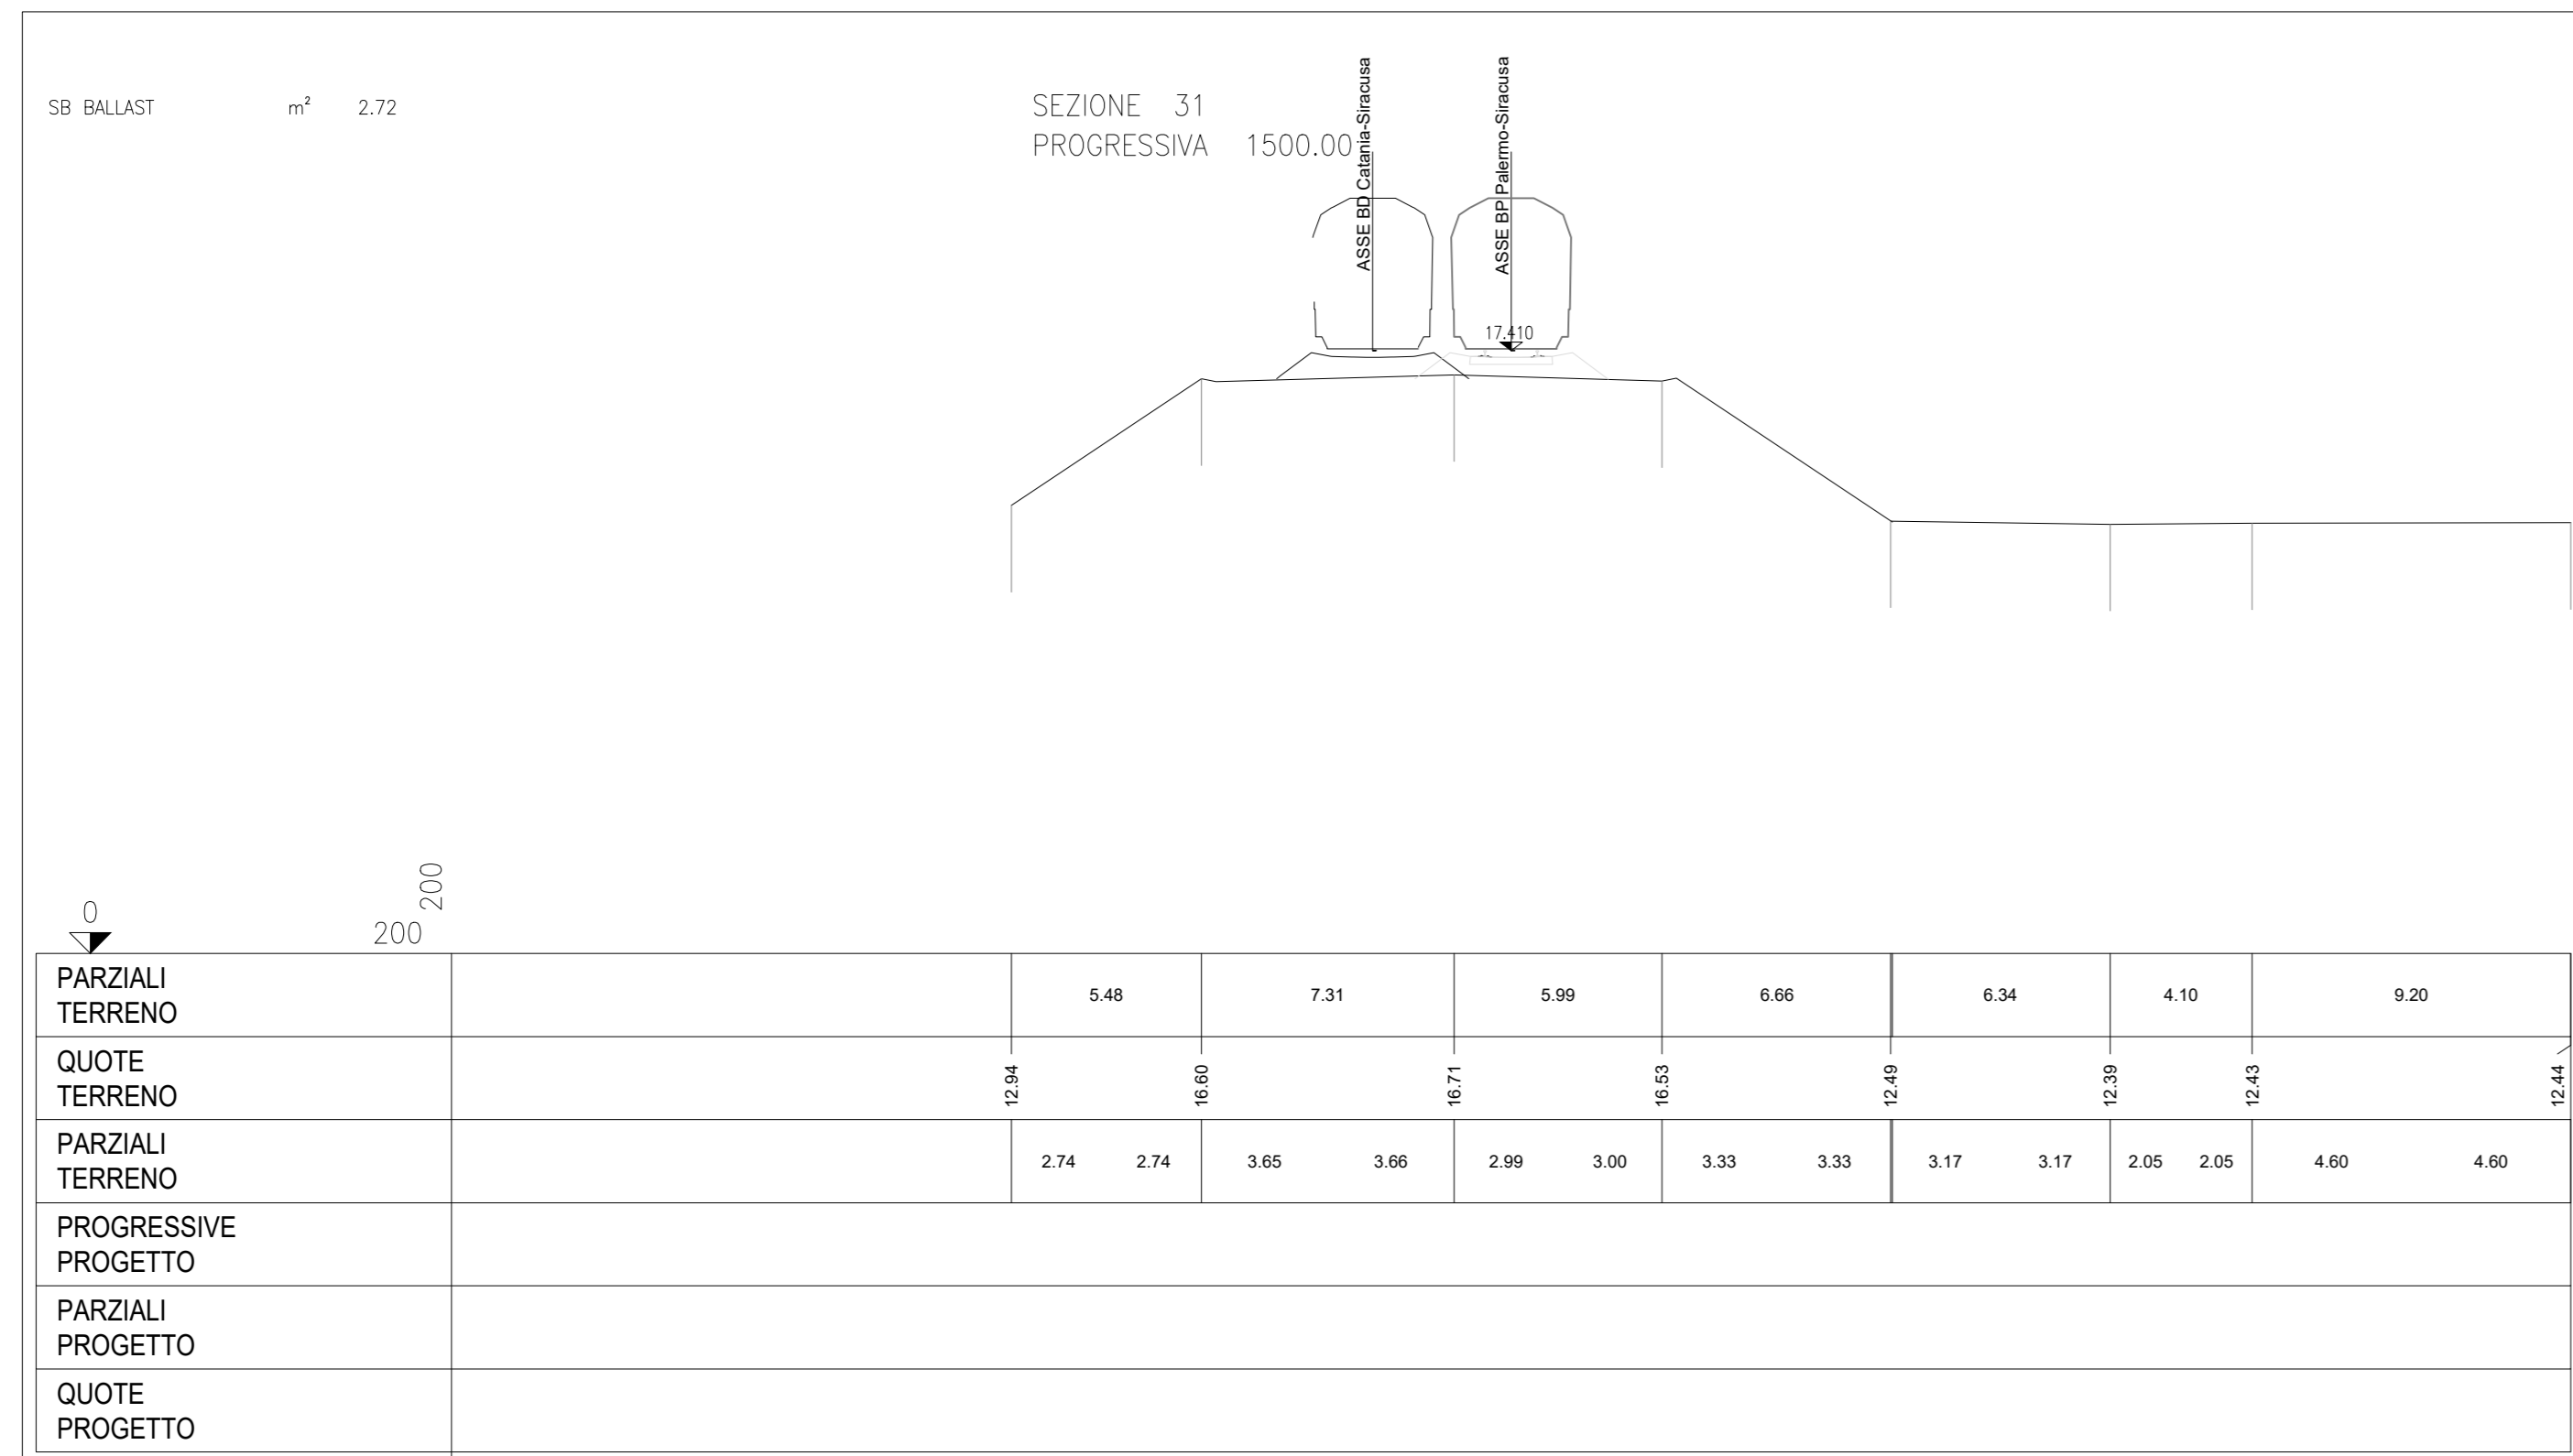 SB BALLAST m² 2.72
SEZIONE 31
PROGRESSIVA 1500.00
ASSE BD Catania-Siracusa
ASSE BP Palermo-Siracusa
17.410
0
200
200
PARZIALI
TERRENO
5.48 7.31 5.99 6.66 6.34 4.10 9.20
QUOTE
TERRENO
12.94 16.60 16.71 16.53 12.49 12.39 12.43 12.44
PARZIALI
TERRENO
2.74 2.74 3.65 3.66 2.99 3.00 3.33 3.33 3.17 3.17 2.05 2.05 4.60 4.60
PROGRESSIVE
PROGETTO
PARZIALI
PROGETTO
QUOTE
PROGETTO